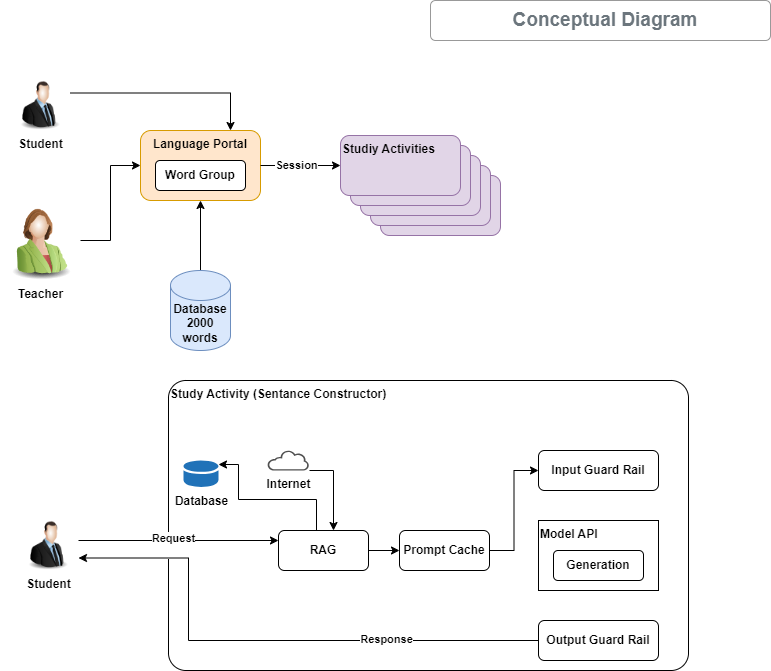 Conceptual Diagram
Student
Language Portal
Word Group
Session
Studiy Activities
Teacher
Database
2000
words
Study Activity (Sentance Constructor)
Database
Internet
Input Guard Rail
Student
Request
RAG
Prompt Cache
Model API
Generation
Response
Output Guard Rail